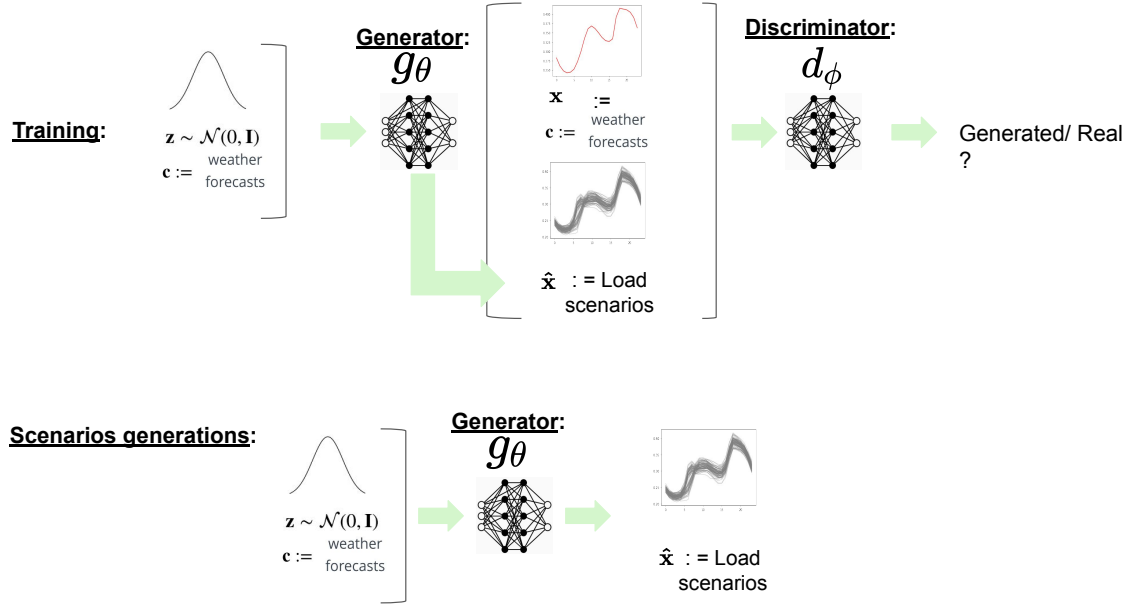 Training:
z ∼ 𝒩(0, I)
c := weather
forecasts
Generator:
g_θ
x :=
c := weather
forecasts
x̂ : = Load
scenarios
Discriminator:
d_ϕ
Generated/ Real
?
Scenarios generations:
z ∼ 𝒩(0, I)
c := weather
forecasts
Generator:
g_θ
x̂ : = Load
scenarios